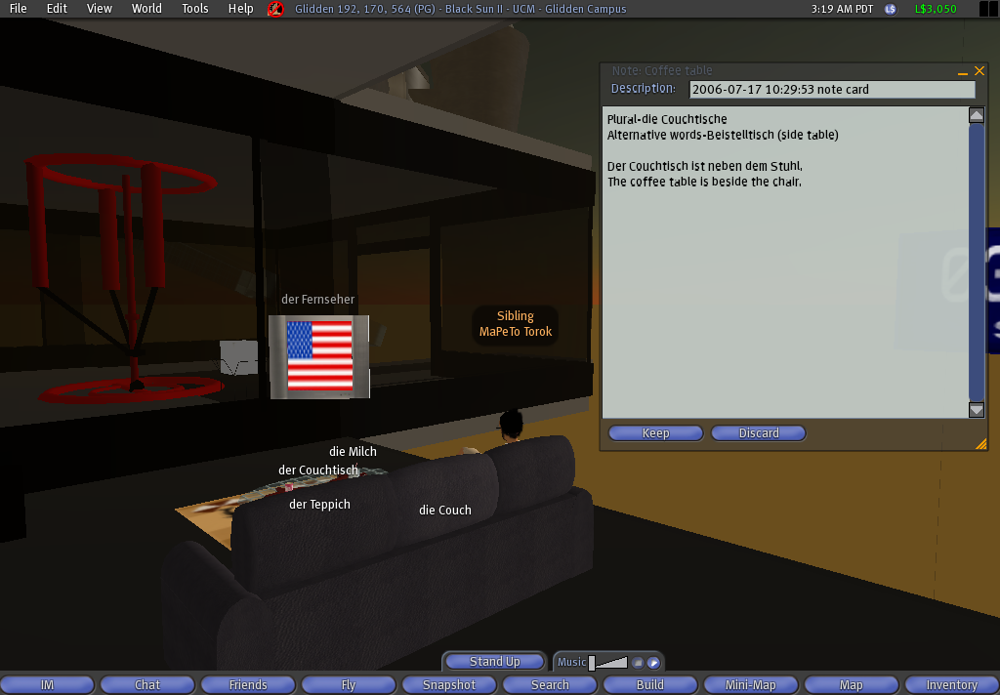 File Edit View World Tools Help Glidden 192, 170, 564 (PG) - Black Sun II - UCM - Glidden Campus 3:19 AM PDT L$ L$3,050
Note: Coffee table
Description: 2006-07-17 10:29:53 note card
Plural-die Couchtische
Alternative words-Beistelltisch (side table)
Der Couchtisch ist neben dem Stuhl.
The coffee table is beside the chair.
Keep Discard
der Fernseher
Sibling
MaPeTo Torok
die Milch
der Couchtisch
der Teppich
die Couch
Stand Up Music
IM Chat Friends Fly Snapshot Search Build Mini-Map Map Inventory